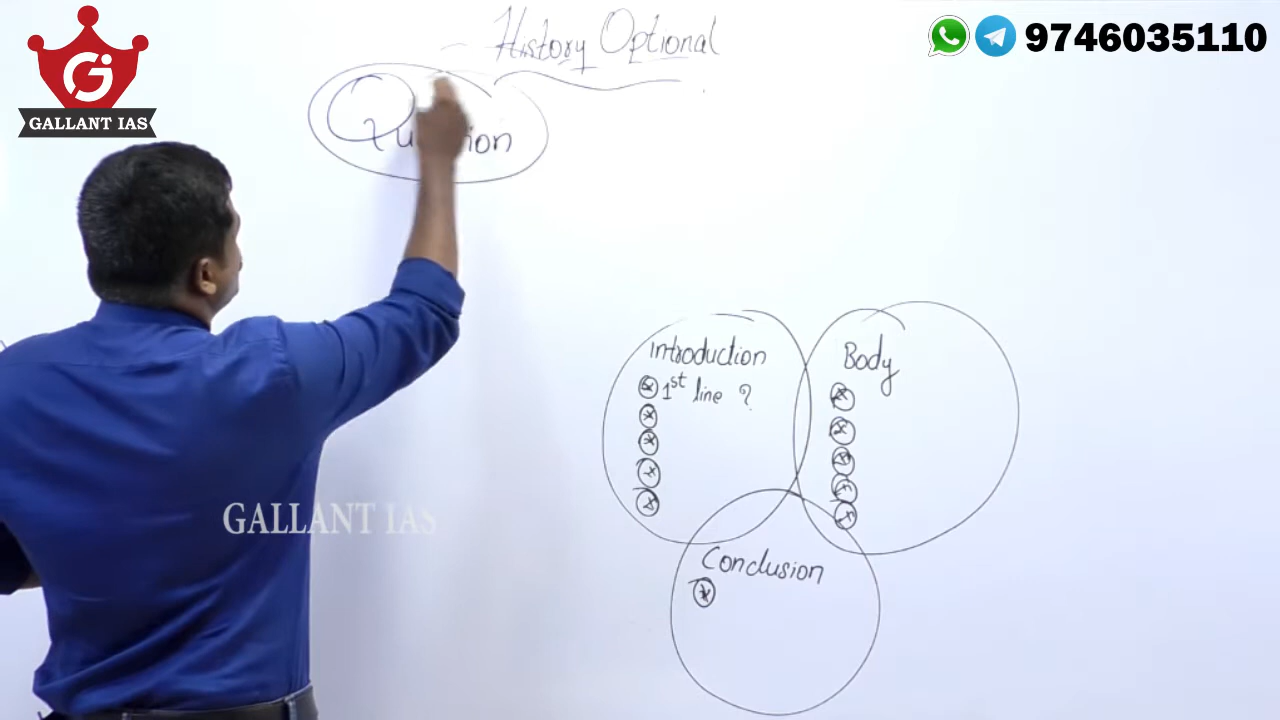 History Optional
9746035110
GALLANT IAS
Introduction
1st line ?
Body
GALLANT IAS
Conclusion